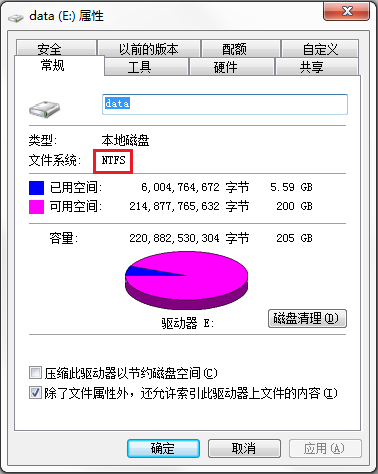 data (E:) 属性
安全 以前的版本 配额 自定义
常规 工具 硬件 共享
data
类型: 本地磁盘
文件系统: NTFS
已用空间: 6,004,764,672 字节 5.59 GB
可用空间: 214,877,765,632 字节 200 GB
容量: 220,882,530,304 字节 205 GB
驱动器 E: 磁盘清理(D)
压缩此驱动器以节约磁盘空间(C)
除了文件属性外，还允许索引此驱动器上文件的内容(I)
确定 取消 应用(A)